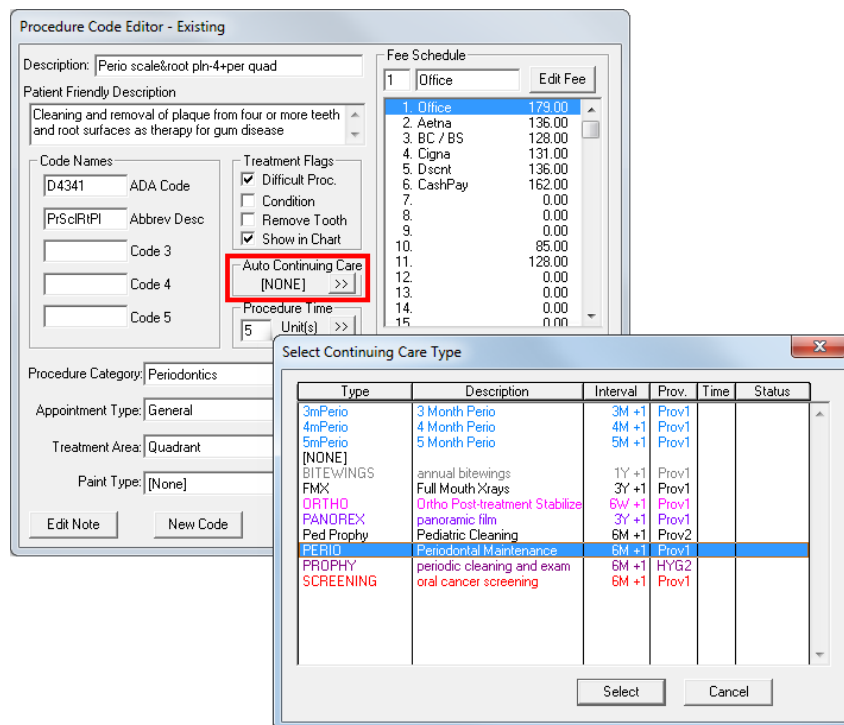 Procedure Code Editor - Existing
Description: Perio scale&root pln-4+per quad
Patient Friendly Description
Cleaning and removal of plaque from four or more teeth
and root surfaces as therapy for gum disease
Code Names
D4341 ADA Code
PrSclRtPl Abbrev Desc
Code 3
Code 4
Code 5
Treatment Flags
Difficult Proc.
Condition
Remove Tooth
Show in Chart
Auto Continuing Care
[NONE] >>
Procedure Time
5 Unit(s) >>
Fee Schedule
1 Office Edit Fee
1. Office 179.00
2. Aetna 136.00
3. BC / BS 128.00
4. Cigna 131.00
5. Dscnt 136.00
6. CashPay 162.00
7. 0.00
8. 0.00
9. 0.00
10. 85.00
11. 128.00
12. 0.00
13. 0.00
14. 0.00
15. 0.00
Procedure Category: Periodontics
Appointment Type: General
Treatment Area: Quadrant
Paint Type: [None]
Edit Note New Code
Select Continuing Care Type
Type Description Interval Prov. Time Status
3mPerio 3 Month Perio 3M +1 Prov1
4mPerio 4 Month Perio 4M +1 Prov1
5mPerio 5 Month Perio 5M +1 Prov1
[NONE]
BITEWINGS annual bitewings 1Y +1 Prov1
FMX Full Mouth Xrays 3Y +1 Prov1
ORTHO Ortho Post-treatment Stabilize 6W +1 Prov1
PANOREX panoramic film 3Y +1 Prov1
Ped Prophy Pediatric Cleaning 6M +1 Prov2
PERIO Periodontal Maintenance 6M +1 Prov1
PROPHY periodic cleaning and exam 6M +1 HYG2
SCREENING oral cancer screening 6M +1 Prov1
Select Cancel